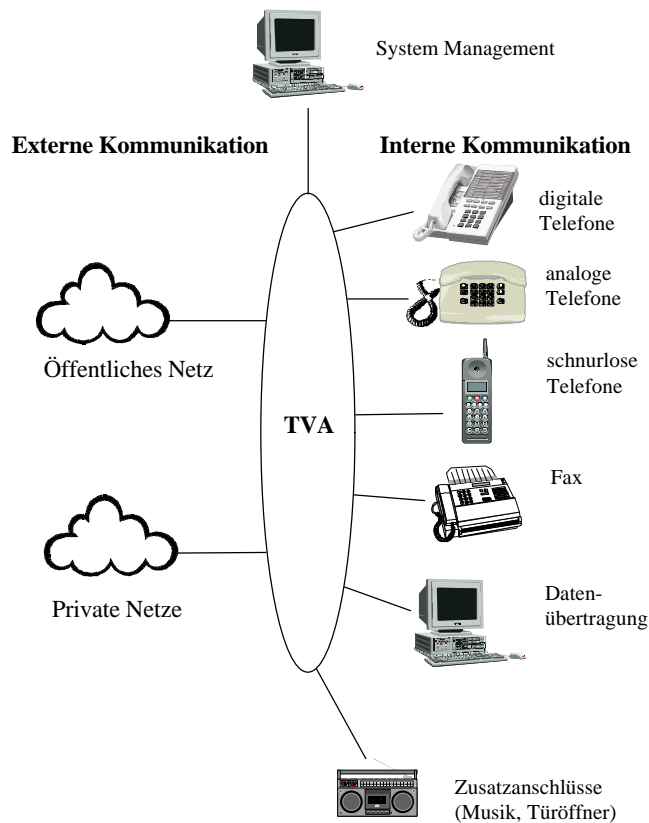 System Management
Externe Kommunikation
Interne Kommunikation
digitale
Telefone
analoge
Telefone
Öffentliches Netz
schnurlose
Telefone
TVA
Fax
Private Netze
Daten-
übertragung
Zusatzanschlüsse
(Musik, Türöffner)